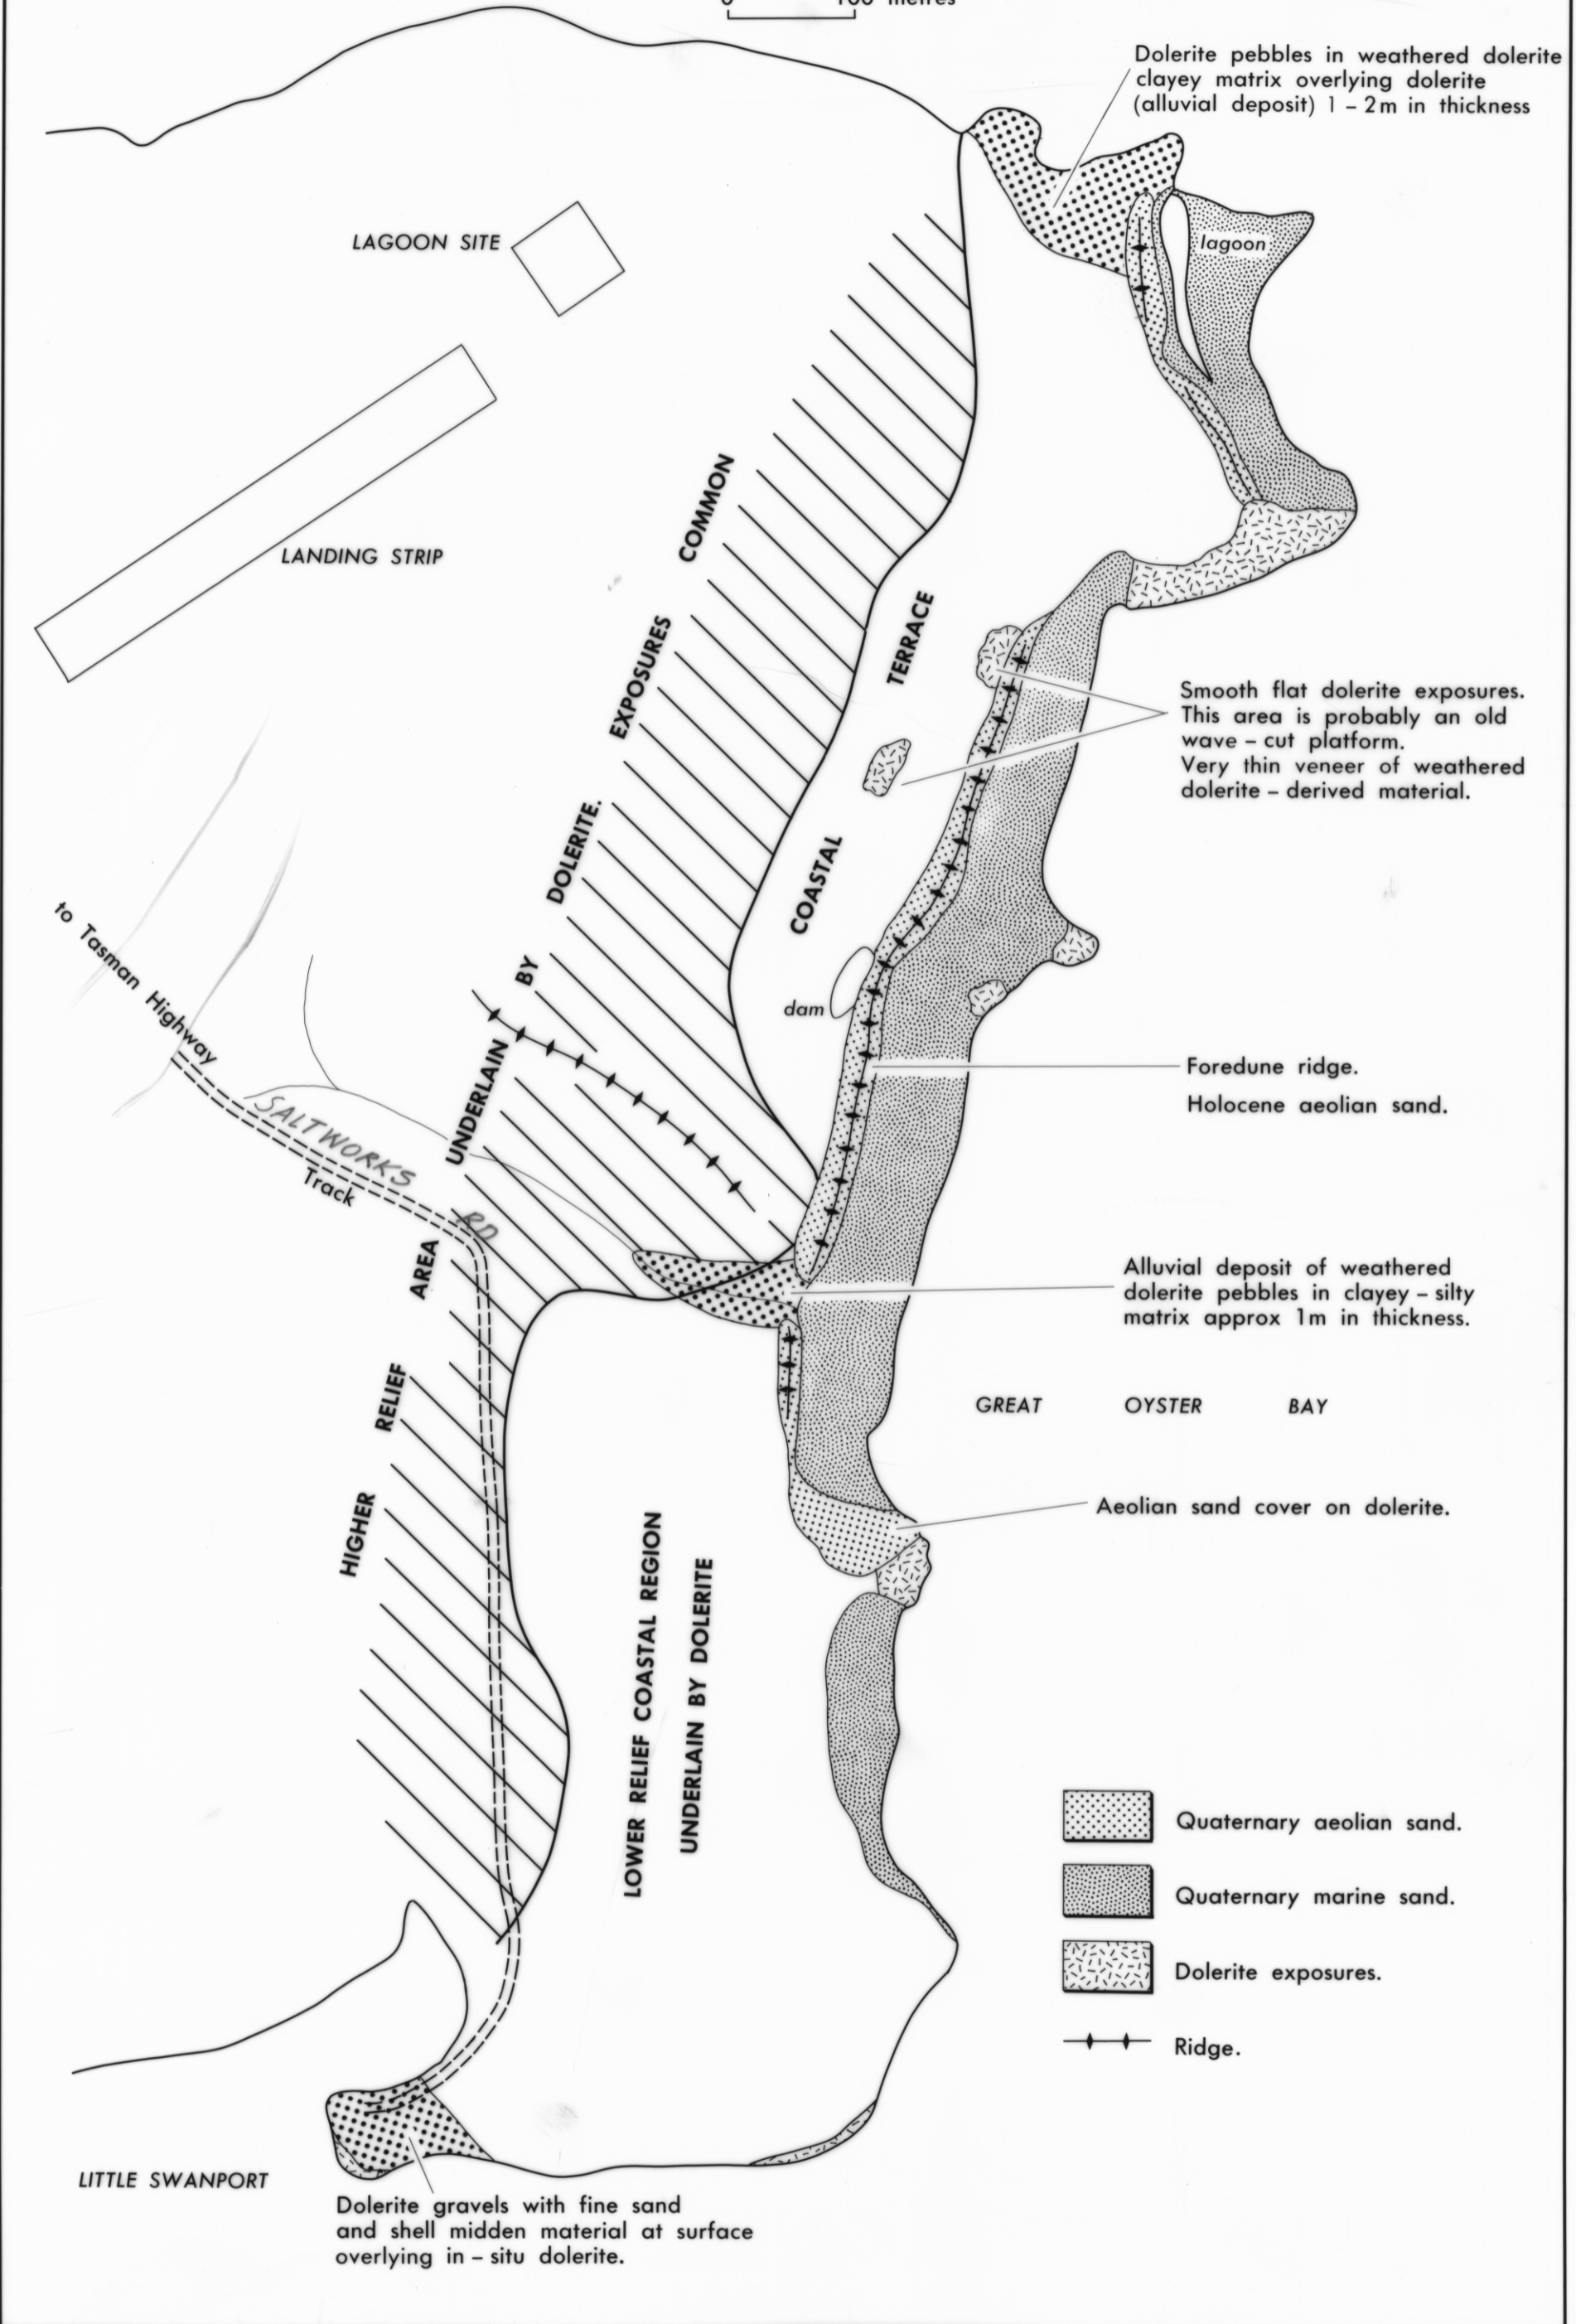 0 100 metres
Dolerite pebbles in weathered dolerite
clayey matrix overlying dolerite
(alluvial deposit) 1 – 2m in thickness
LAGOON SITE
lagoon
LANDING STRIP
COASTAL TERRACE
Smooth flat dolerite exposures.
This area is probably an old
wave – cut platform.
Very thin veneer of weathered
dolerite – derived material.
HIGHER RELIEF AREA UNDERLAIN BY DOLERITE. EXPOSURES COMMON
to Tasman Highway
dam
SALTWORKS RD
Track
Foredune ridge.
Holocene aeolian sand.
Alluvial deposit of weathered
dolerite pebbles in clayey – silty
matrix approx 1m in thickness.
GREAT OYSTER BAY
Aeolian sand cover on dolerite.
LOWER RELIEF COASTAL REGION
UNDERLAIN BY DOLERITE
Quaternary aeolian sand.
Quaternary marine sand.
Dolerite exposures.
Ridge.
LITTLE SWANPORT
Dolerite gravels with fine sand
and shell midden material at surface
overlying in – situ dolerite.